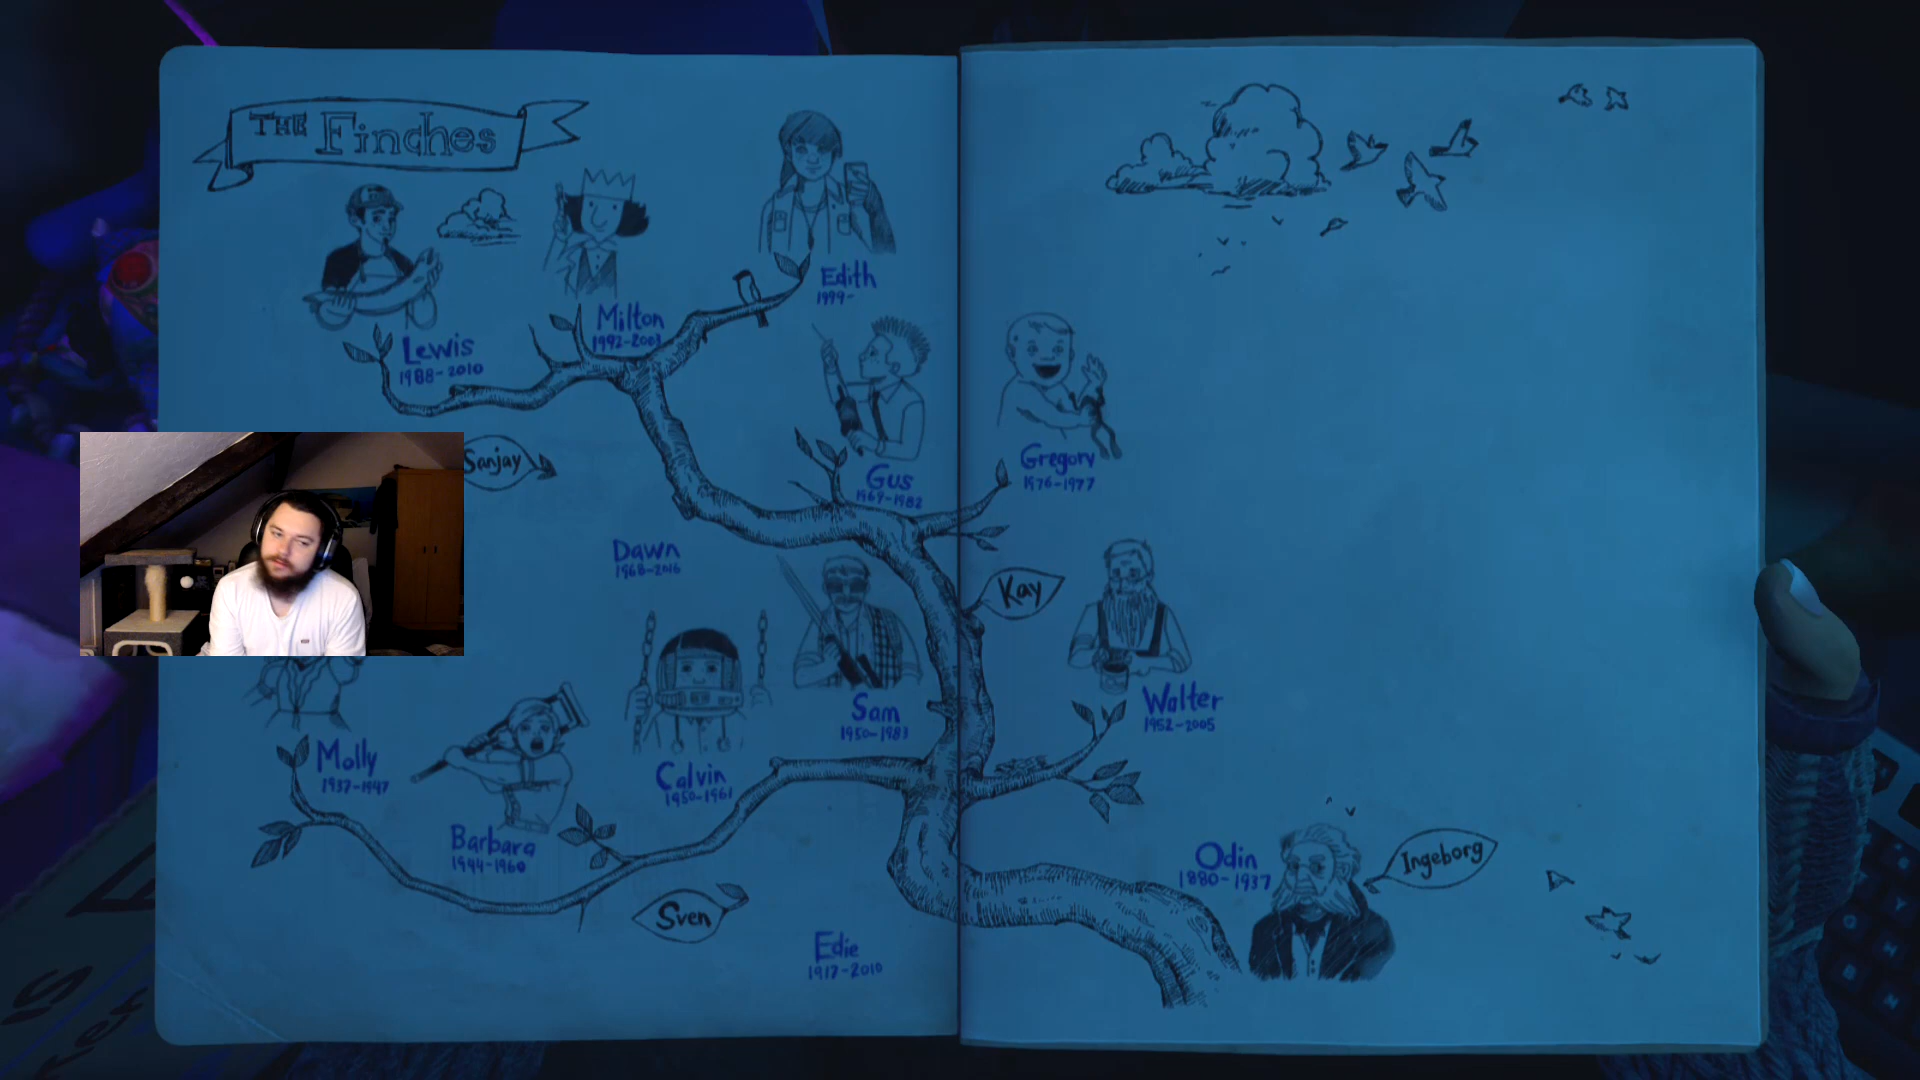 THE Finches
Edith
1999-
Milton
1992-2003
Lewis
1988-2010
Gregory
1976-1977
Gus
1969-1982
Sanjay
Dawn
1968-2016
Kay
Sam
1950-1983
Walter
1952-2005
Molly
1937-1947
Calvin
1950-1961
Barbara
1944-1960
Odin
1880-1937
Ingeborg
Sven
Edie
1917-2010